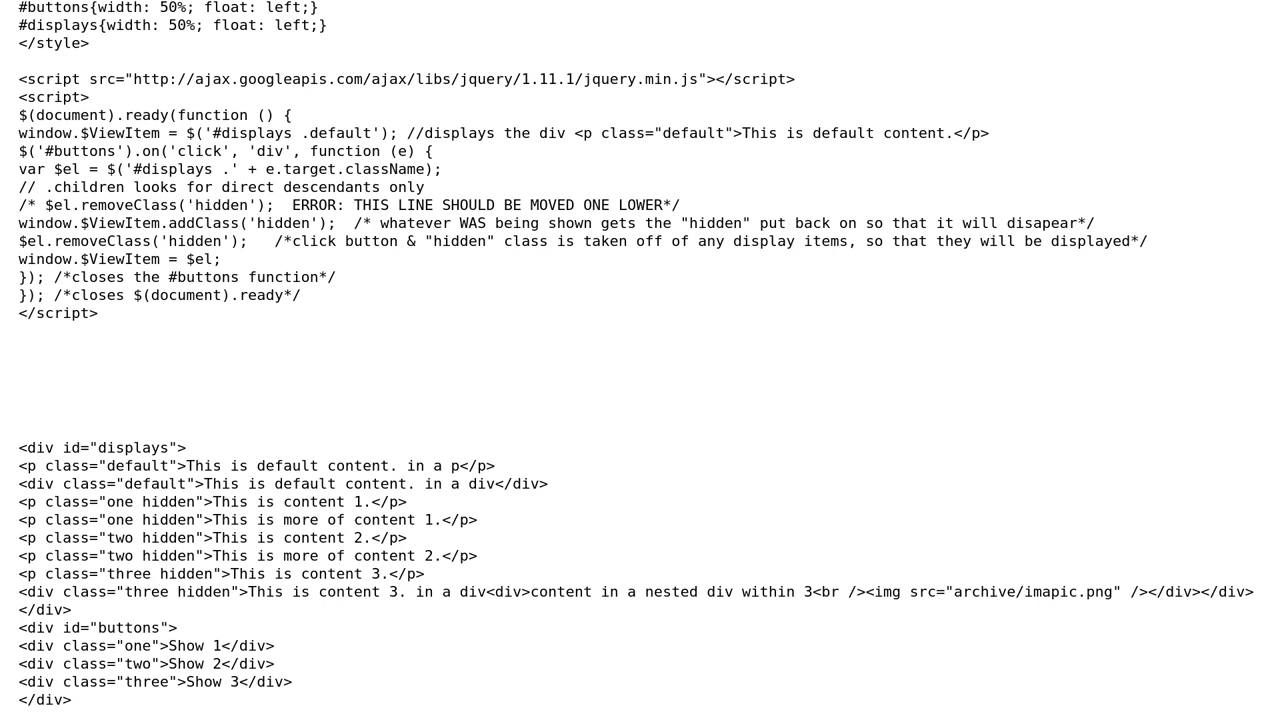 #buttons{width: 50%; float: left;}
#displays{width: 50%; float: left;}
</style>
<script src="http://ajax.googleapis.com/ajax/libs/jquery/1.11.1/jquery.min.js"></script>
<script>
$(document).ready(function () {
window.$ViewItem = $('#displays .default'); //displays the div <p class="default">This is default content.</p>
$('#buttons').on('click', 'div', function (e) {
var $el = $('#displays .' + e.target.className);
// .children looks for direct descendants only
/* $el.removeClass('hidden');  ERROR: THIS LINE SHOULD BE MOVED ONE LOWER*/
window.$ViewItem.addClass('hidden');  /* whatever WAS being shown gets the "hidden" put back on so that it will disapear*/
$el.removeClass('hidden');   /*click button & "hidden" class is taken off of any display items, so that they will be displayed*/
window.$ViewItem = $el;
}); /*closes the #buttons function*/
}); /*closes $(document).ready*/
</script>
<div id="displays">
<p class="default">This is default content. in a p</p>
<div class="default">This is default content. in a div</div>
<p class="one hidden">This is content 1.</p>
<p class="one hidden">This is more of content 1.</p>
<p class="two hidden">This is content 2.</p>
<p class="two hidden">This is more of content 2.</p>
<p class="three hidden">This is content 3.</p>
<div class="three hidden">This is content 3. in a div<div>content in a nested div within 3<br /><img src="archive/imapic.png" /></div></div>
</div>
<div id="buttons">
<div class="one">Show 1</div>
<div class="two">Show 2</div>
<div class="three">Show 3</div>
</div>